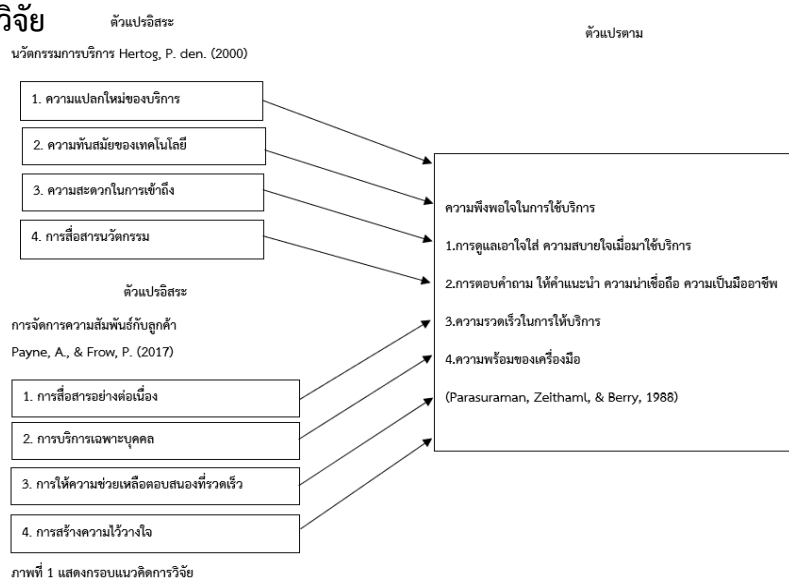 วิจัย
ตัวแปรอิสระ
นวัตกรรมการบริการ Hertog, P. den. (2000)
1. ความแปลกใหม่ของบริการ
2. ความทันสมัยของเทคโนโลยี
3. ความสะดวกในการเข้าถึง
4. การสื่อสารนวัตกรรม
ตัวแปรอิสระ
การจัดการความสัมพันธ์กับลูกค้า
Payne, A., & Frow, P. (2017)
1. การสื่อสารอย่างต่อเนื่อง
2. การบริการเฉพาะบุคคล
3. การให้ความช่วยเหลือตอบสนองที่รวดเร็ว
4. การสร้างความไว้วางใจ
ตัวแปรตาม
ความพึงพอใจในการใช้บริการ
1.การดูแลเอาใจใส่ ความสบายใจเมื่อมาใช้บริการ
2.การตอบคำถาม ให้คำแนะนำ ความน่าเชื่อถือ ความเป็นมืออาชีพ
3.ความรวดเร็วในการให้บริการ
4.ความพร้อมของเครื่องมือ
(Parasuraman, Zeithaml, & Berry, 1988)
ภาพที่ 1 แสดงกรอบแนวคิดการวิจัย